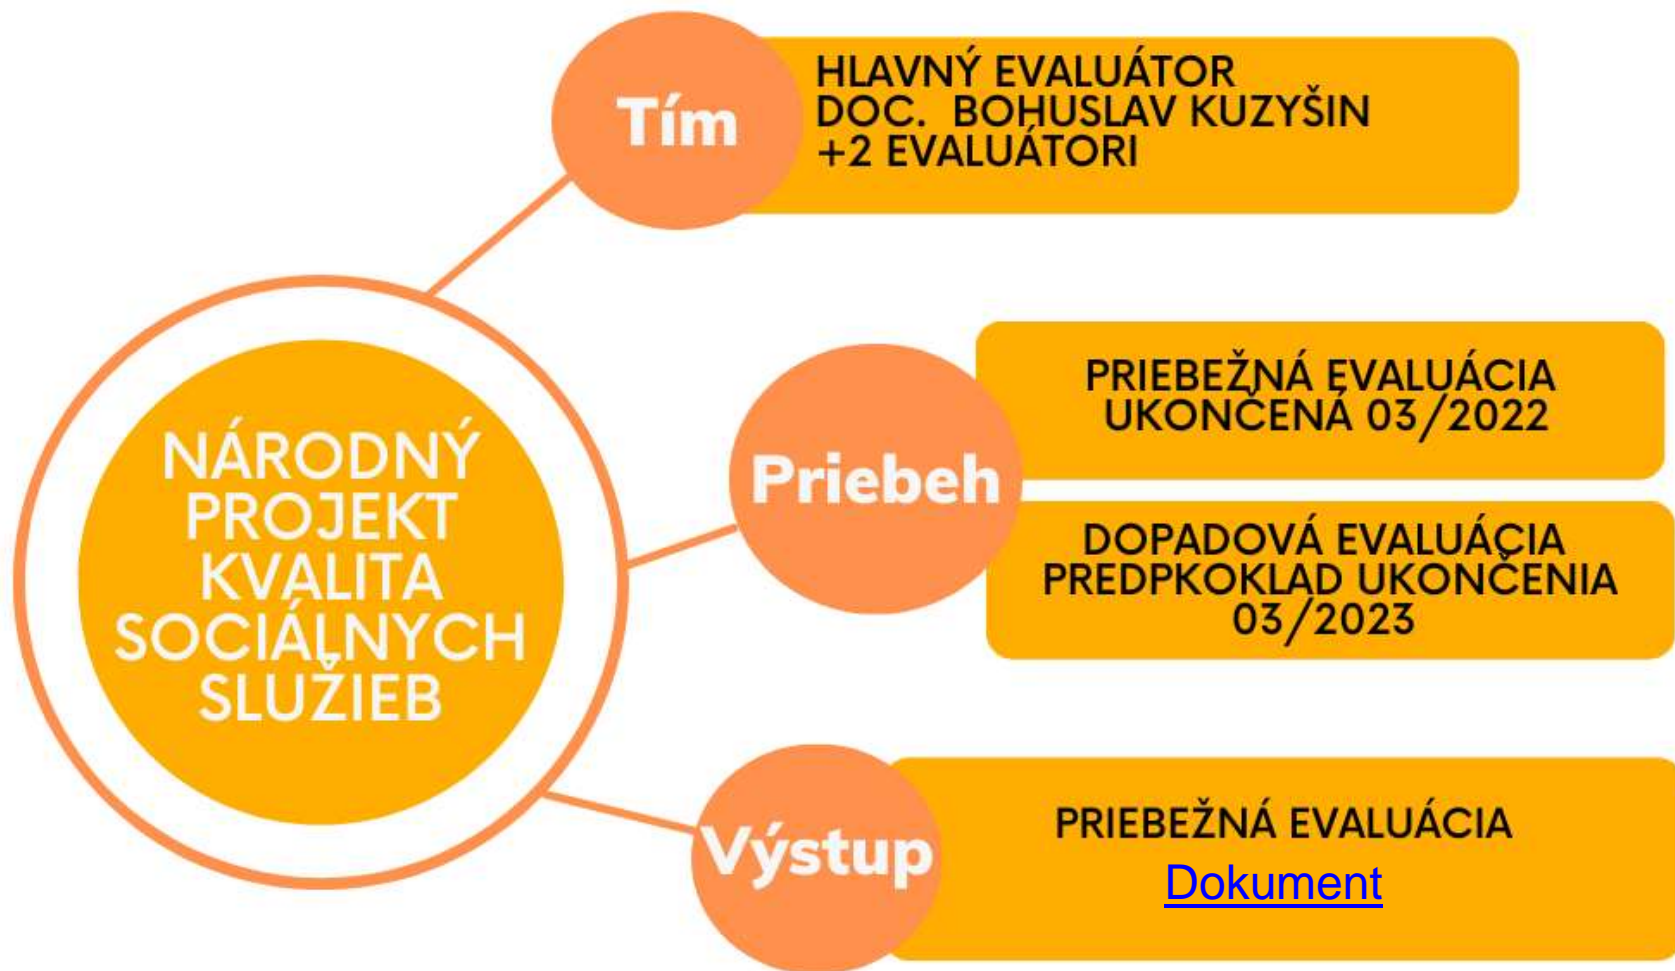 Tím
HLAVNÝ EVALUÁTOR
DOC. BOHUSLAV KUZYŠIN
+2 EVALUÁTORI
NÁRODNÝ
PROJEKT
KVALITA
SOCIÁLNYCH
SLUŽIEB
Priebeh
PRIEBEŽNÁ EVALUÁCIA
UKONČENÁ 03/2022
DOPADOVÁ EVALUÁCIA
PREDPKOKLAD UKONČENIA
03/2023
Výstup
PRIEBEŽNÁ EVALUÁCIA
Dokument